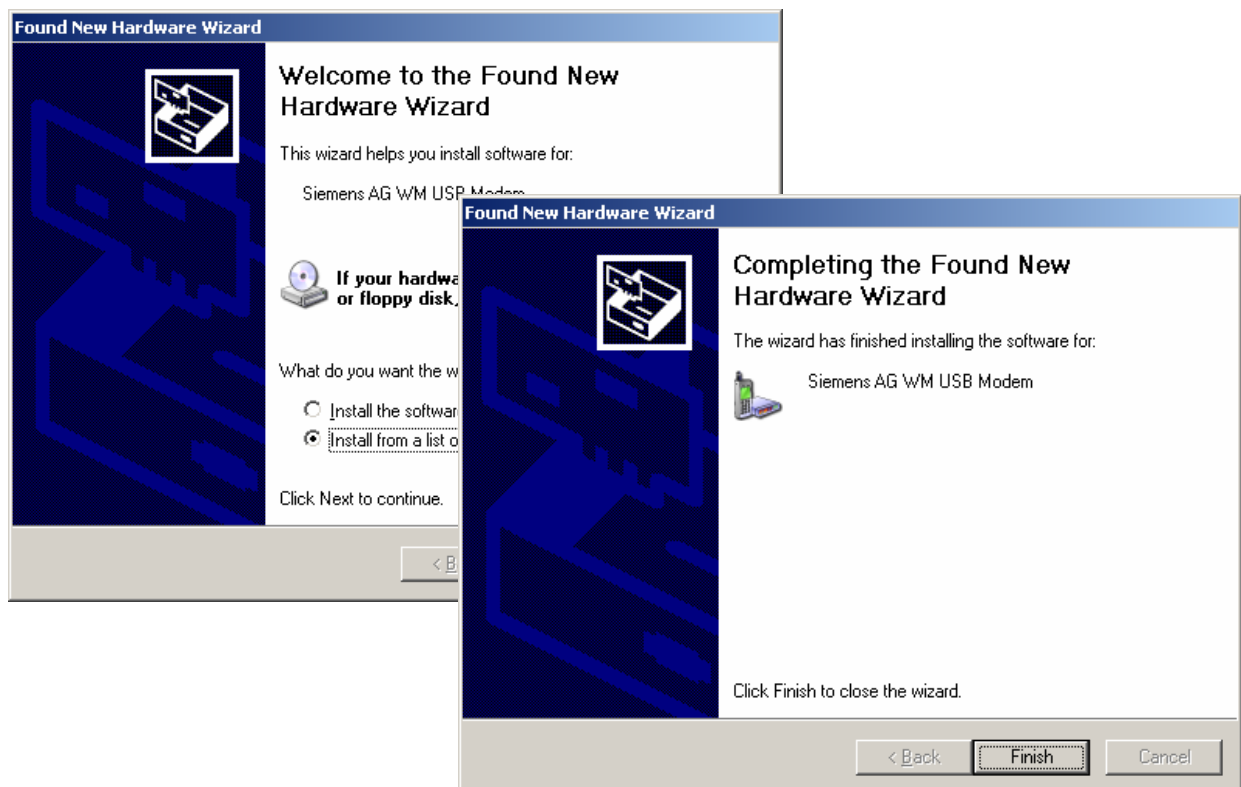 Found New Hardware Wizard
Welcome to the Found New
Hardware Wizard
This wizard helps you install software for:
Siemens AG WM USB Modem
If your hardwa
or floppy disk,
What do you want the w
Install the softwar
Install from a list o
Click Next to continue.
< B
Found New Hardware Wizard
Completing the Found New
Hardware Wizard
The wizard has finished installing the software for:
Siemens AG WM USB Modem
Click Finish to close the wizard.
< Back
Finish
Cancel